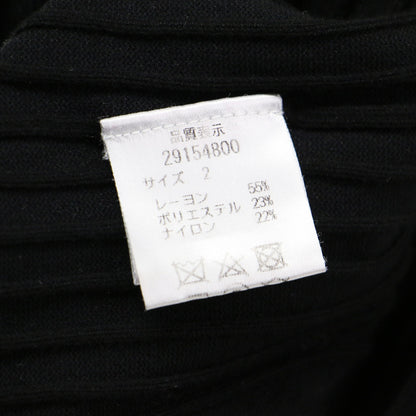 品質表示
29154800
サイズ 2
レーヨン 55%
ポリエステル 23%
ナイロン 22%